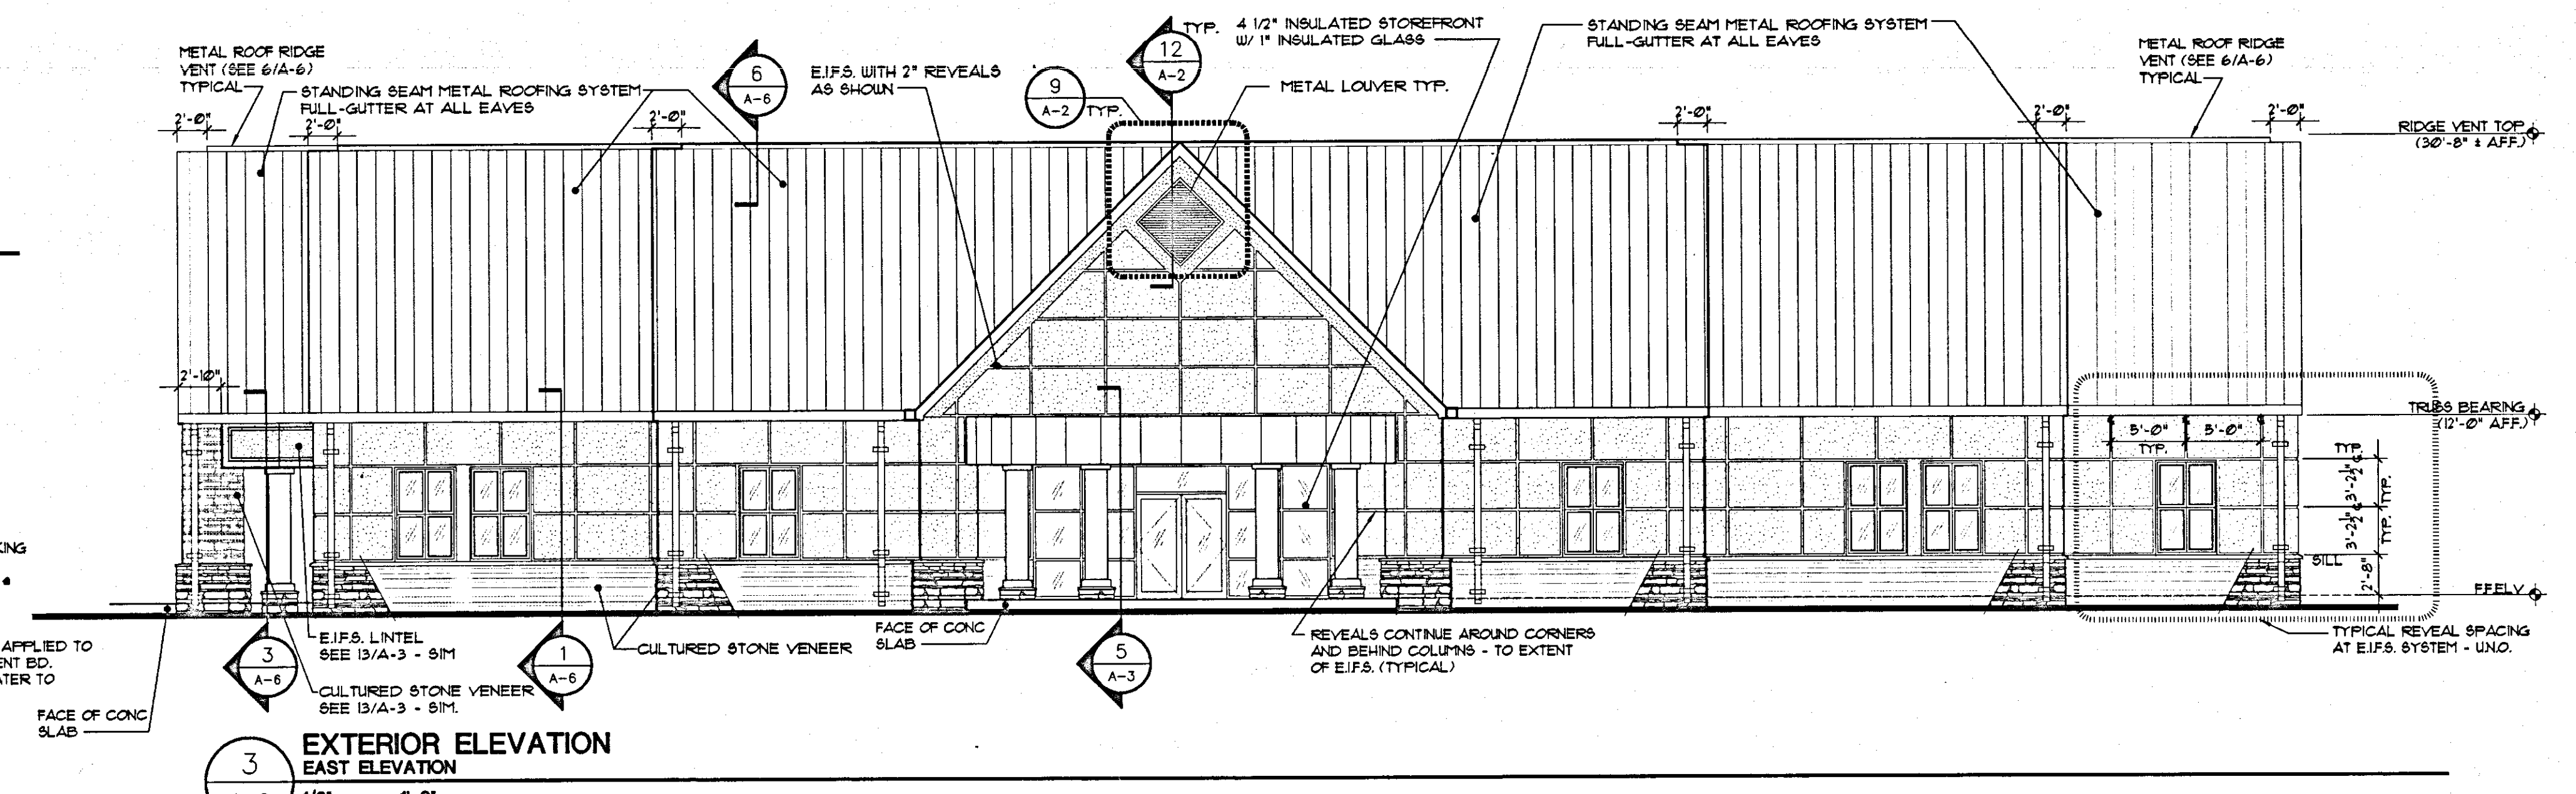 METAL ROOF RIDGE
VENT (SEE 6/A-6)
TYPICAL
STANDING SEAM METAL ROOFING SYSTEM
FULL-GUTTER AT ALL EAVES
6
A-6
E.I.F.S. WITH 2" REVEALS
AS SHOWN
9
A-2
TYP.
12
A-2
TYP.
4 1/2" INSULATED STOREFRONT
W/ 1" INSULATED GLASS
METAL LOUVER TYP.
STANDING SEAM METAL ROOFING SYSTEM
FULL-GUTTER AT ALL EAVES
METAL ROOF RIDGE
VENT (SEE 6/A-6)
TYPICAL
2'-0"
2'-0"
2'-0"
2'-0"
2'-0"
2'-0"
RIDGE VENT TOP
(30'-8" ± AFF.)
2'-10"
TRUSS BEARING
(12'-0" AFF.)
5'-0"
5'-0"
TYP.
TYP.
3'-2 1/2"
TYP.
3'-2 1/2"
TYP.
SILL
2'-8"
FFELV
KING
APPLIED TO
ENT BD.
ATER TO
FACE OF CONC
SLAB
3
A-6
E.I.F.S. LINTEL
SEE 13/A-3 - SIM
CULTURED STONE VENEER
SEE 13/A-3 - SIM.
1
A-6
CULTURED STONE VENEER
FACE OF CONC
SLAB
5
A-3
REVEALS CONTINUE AROUND CORNERS
AND BEHIND COLUMNS - TO EXTENT
OF E.I.F.S. (TYPICAL)
TYPICAL REVEAL SPACING
AT E.I.F.S. SYSTEM - U.N.O.
3
EXTERIOR ELEVATION
EAST ELEVATION